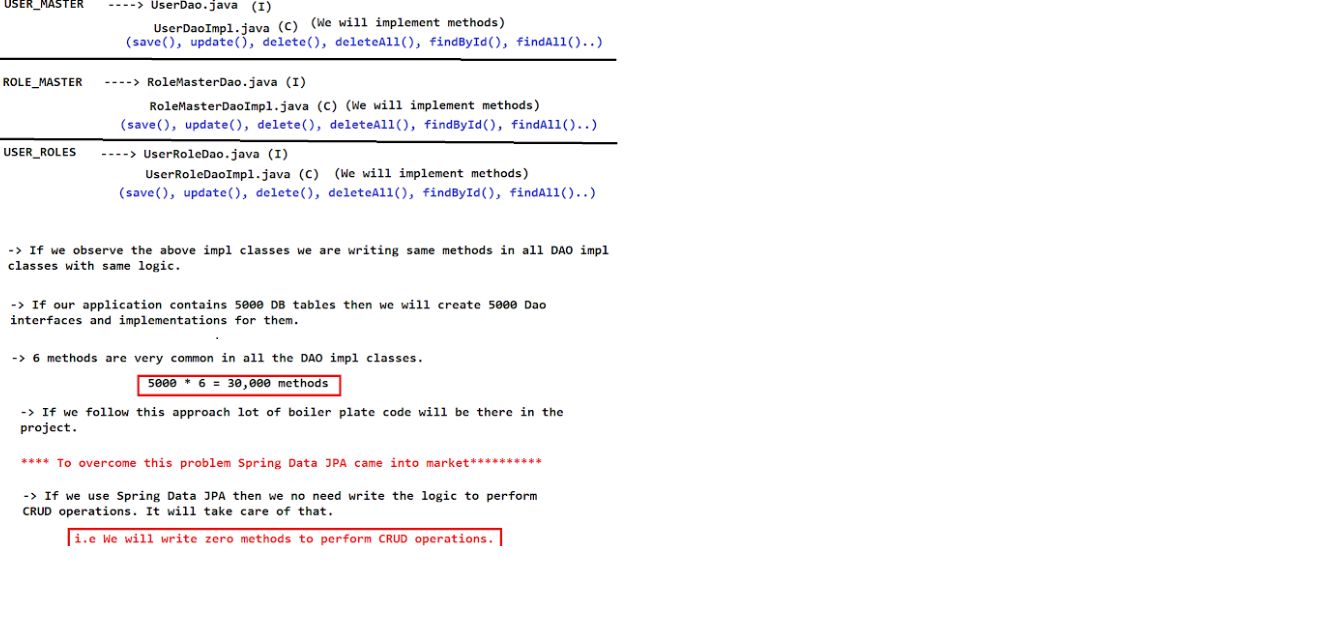 USER_MASTER ----> UserDao.java (I)
UserDaoImpl.java (C) (We will implement methods)
(save(), update(), delete(), deleteAll(), findById(), findAll()..)
ROLE_MASTER ----> RoleMasterDao.java (I)
RoleMasterDaoImpl.java (C) (We will implement methods)
(save(), update(), delete(), deleteAll(), findById(), findAll()..)
USER_ROLES ----> UserRoleDao.java (I)
UserRoleDaoImpl.java (C) (We will implement methods)
(save(), update(), delete(), deleteAll(), findById(), findAll()..)
-> If we observe the above impl classes we are writing same methods in all DAO impl
classes with same logic.
-> If our application contains 5000 DB tables then we will create 5000 Dao
interfaces and implementations for them.
-> 6 methods are very common in all the DAO impl classes.
5000 * 6 = 30,000 methods
-> If we follow this approach lot of boiler plate code will be there in the
project.
**** To overcome this problem Spring Data JPA came into market**********
-> If we use Spring Data JPA then we no need write the logic to perform
CRUD operations. It will take care of that.
i.e We will write zero methods to perform CRUD operations.